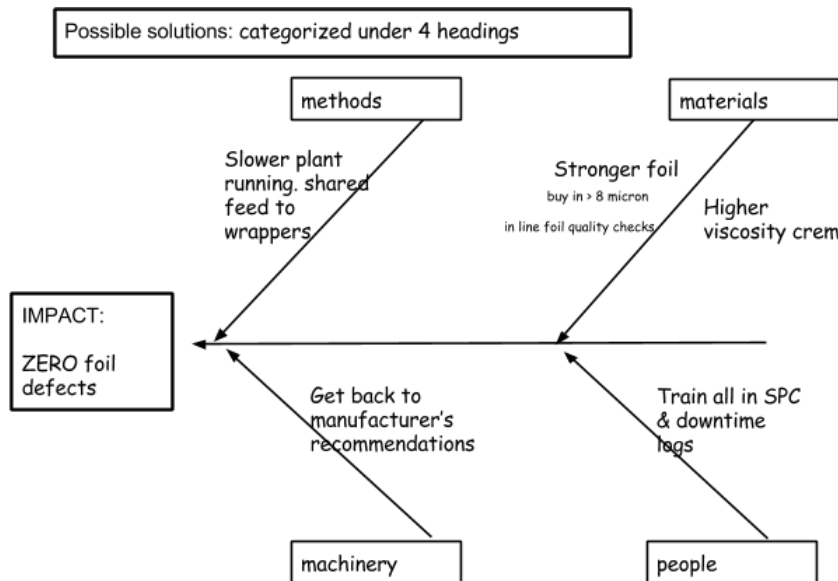 Possible solutions: categorized under 4 headings
methods
materials
Slower plant
running. shared
feed to
wrappers
Stronger foil
buy in > 8 micron
in line foil quality checks
Higher
viscosity crem
IMPACT:
ZERO foil
defects
Get back to
manufacturer's
recommendations
Train all in SPC
& downtime
logs
machinery
people